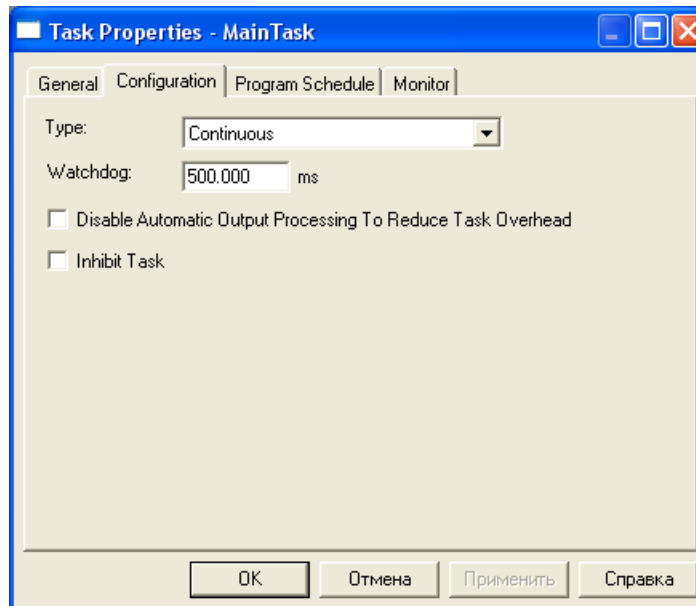 Task Properties - MainTask
General Configuration Program Schedule Monitor
Type: Continuous
Watchdog: 500.000 ms
Disable Automatic Output Processing To Reduce Task Overhead
Inhibit Task
OK Отмена Применить Справка